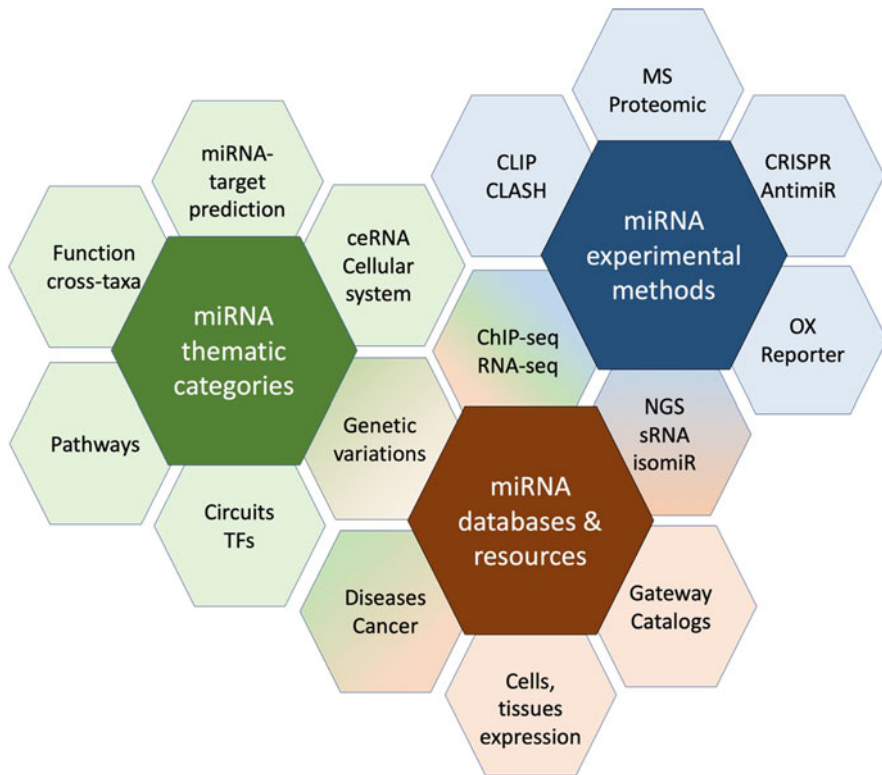 MS
Proteomic
CLIP
CLASH
CRISPR
AntimiR
miRNA
experimental
methods
OX
Reporter
miRNA-
target
prediction
Function
cross-taxa
ceRNA
Cellular
system
miRNA
thematic
categories
ChIP-seq
RNA-seq
Pathways
Genetic
variations
NGS
sRNA
isomiR
Circuits
TFs
miRNA
databases &
resources
Diseases
Cancer
Gateway
Catalogs
Cells,
tissues
expression